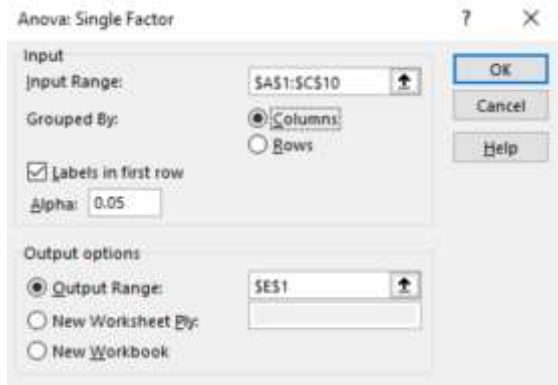 Anova: Single Factor ? ×
Input
Input Range: $A$1:$C$10
Grouped By: Columns
Rows
Labels in first row
Alpha: 0.05
OK
Cancel
Help
Output options
Output Range: $E$1
New Worksheet Ply:
New Workbook